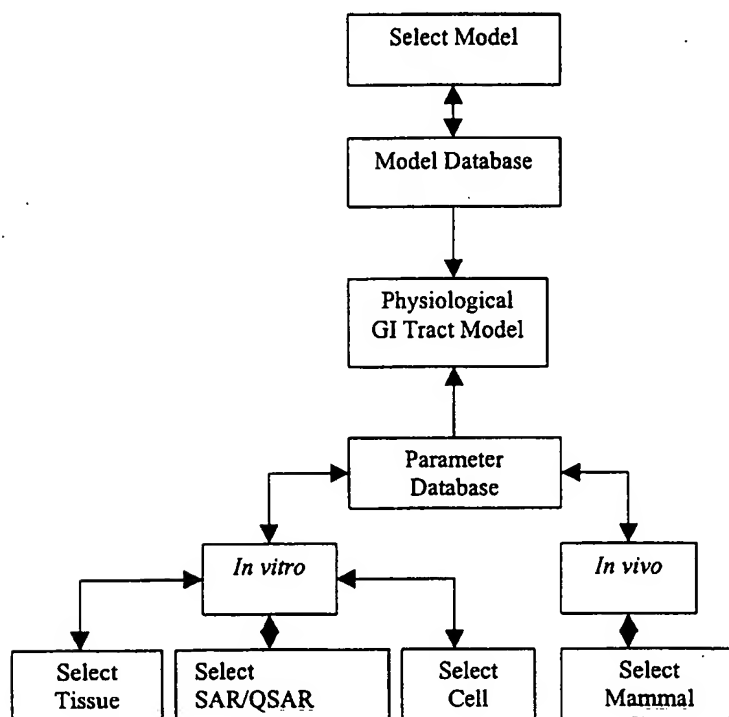 Select Model
Model Database
Physiological
GI Tract Model
Parameter
Database
In vitro
In vivo
Select
Tissue
Select
SAR/QSAR
Select
Cell
Select
Mammal